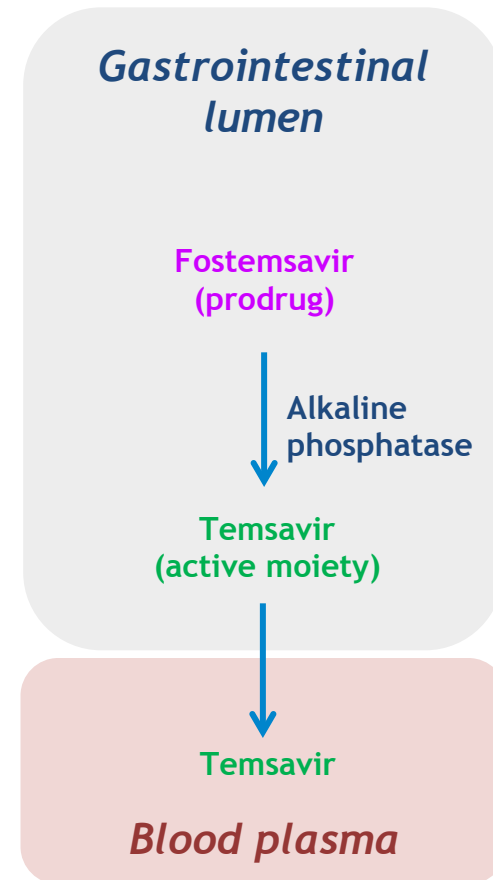 Gastrointestinal
lumen
Fostemsavir
(prodrug)
Alkaline
phosphatase
Temsavir
(active moiety)
Temsavir
Blood plasma